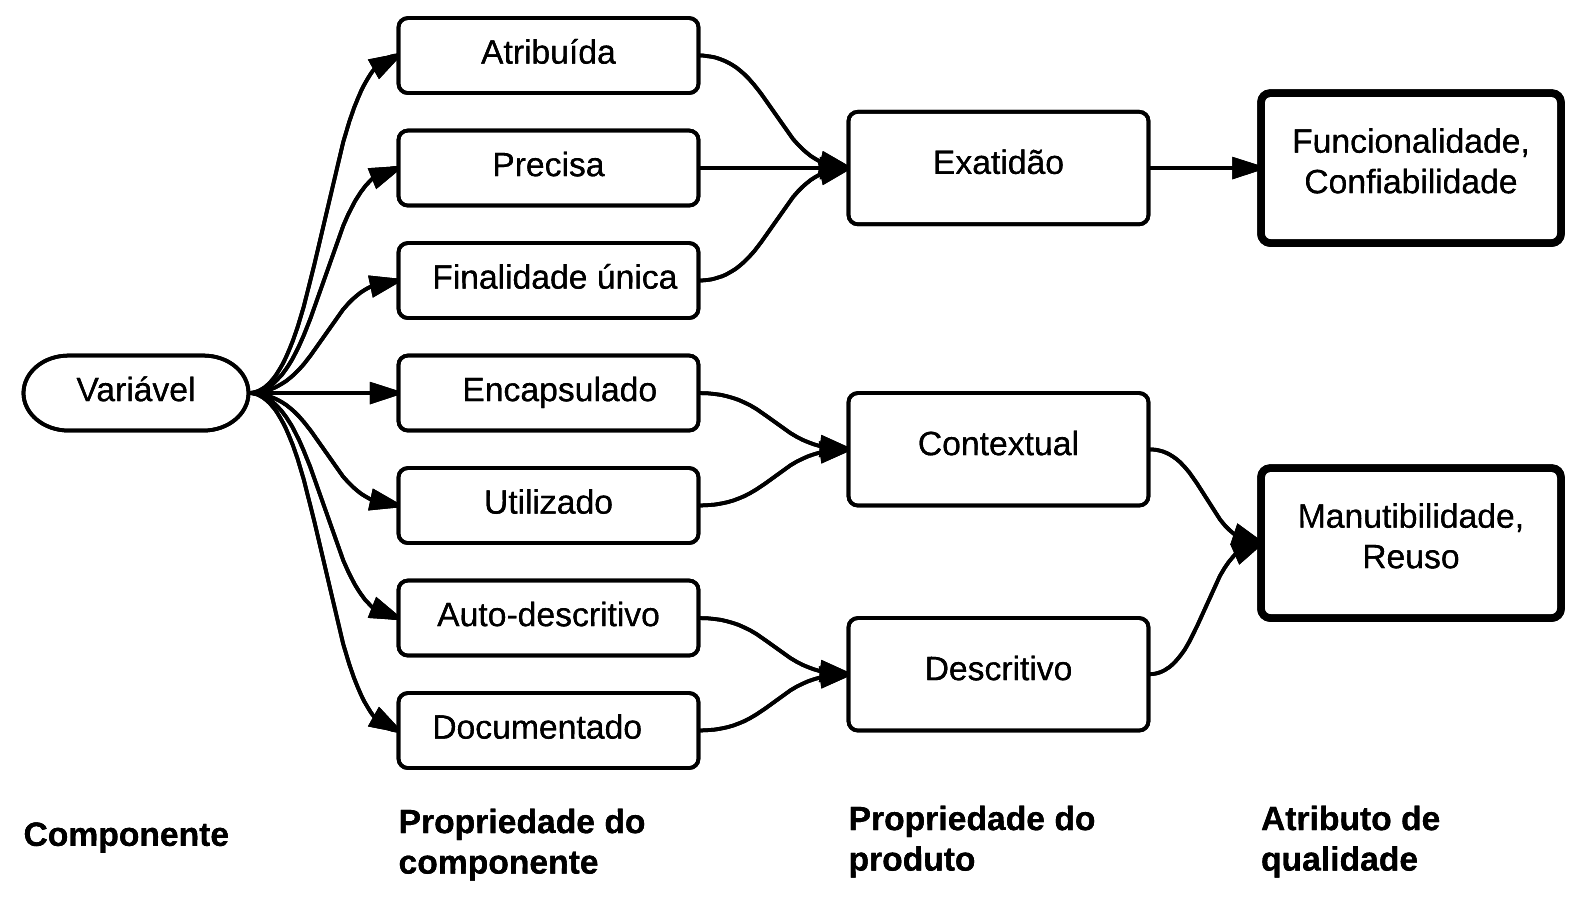 Variável
Atribuída
Precisa
Finalidade única
Encapsulado
Utilizado
Auto-descritivo
Documentado
Exatidão
Contextual
Descritivo
Funcionalidade,
Confiabilidade
Manutibilidade,
Reuso
Componente
Propriedade do
componente
Propriedade do
produto
Atributo de
qualidade